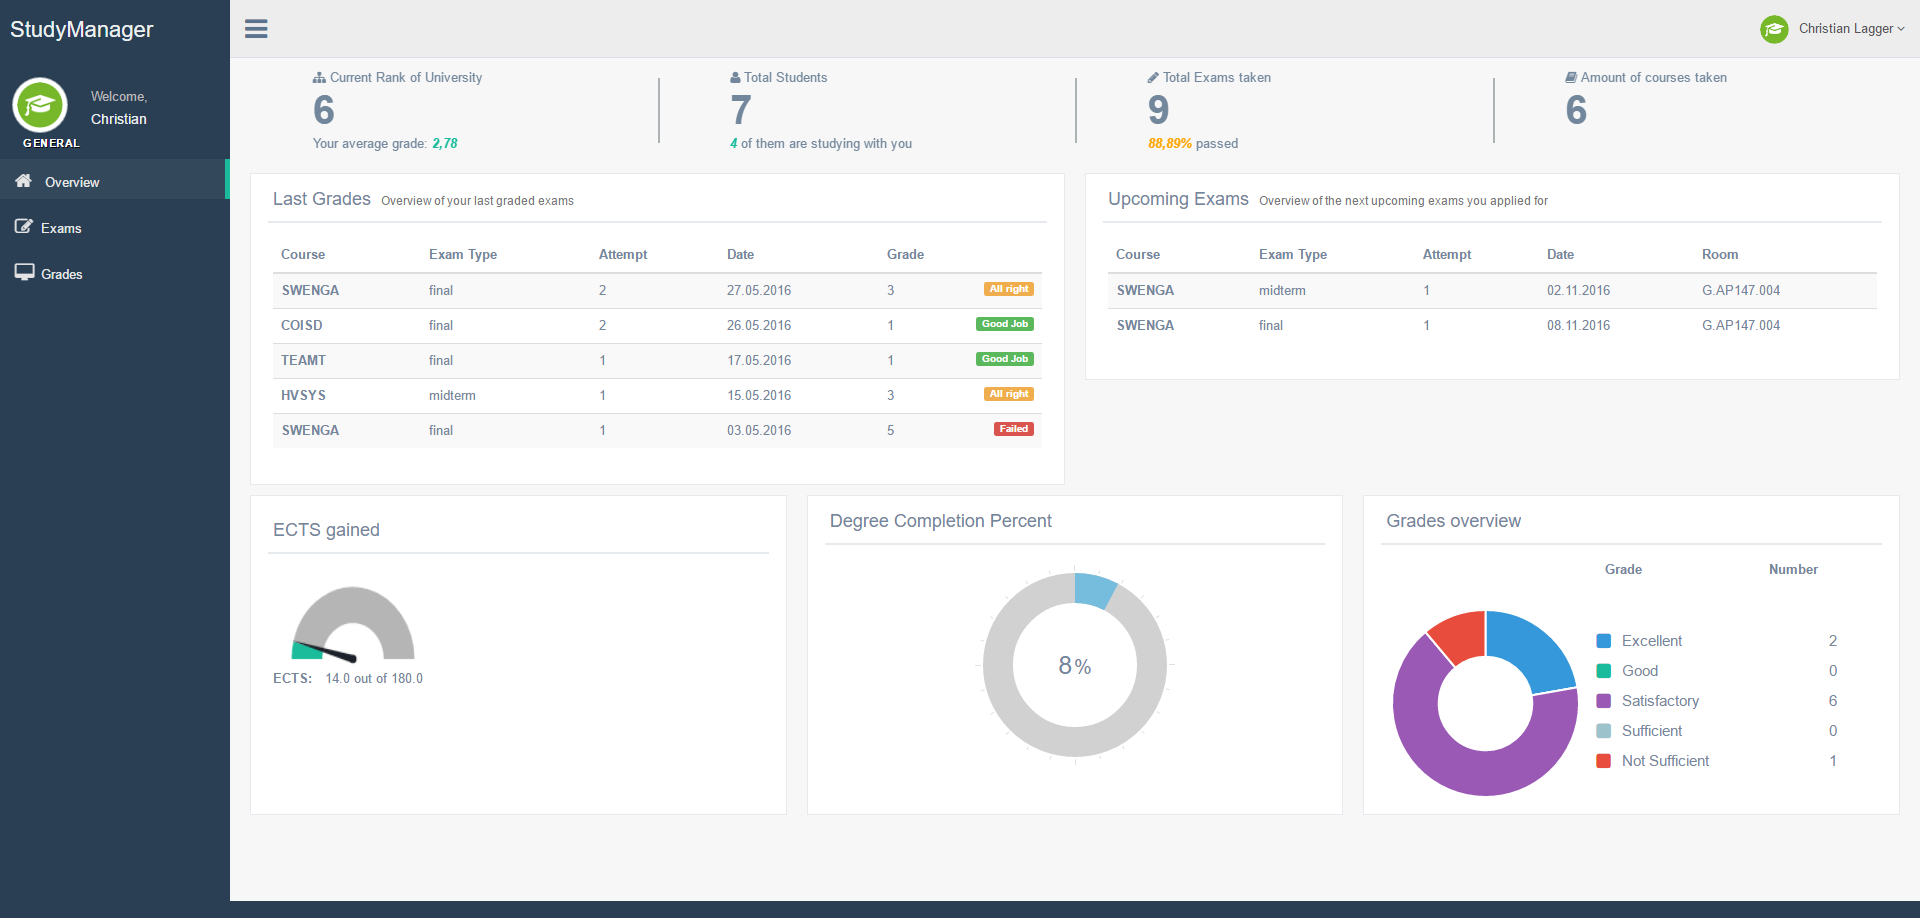 StudyManager
Christian Lagger
Welcome,
Christian
GENERAL
Overview
Exams
Grades
Current Rank of University
6
Your average grade: 2,78
Total Students
7
4 of them are studying with you
Total Exams taken
9
88,89% passed
Amount of courses taken
6
Last Grades Overview of your last graded exams
Course Exam Type Attempt Date Grade
SWENGA final 2 27.05.2016 3 All right
COISD final 2 26.05.2016 1 Good Job
TEAMT final 1 17.05.2016 1 Good Job
HVSYS midterm 1 15.05.2016 3 All right
SWENGA final 1 03.05.2016 5 Failed
Upcoming Exams Overview of the next upcoming exams you applied for
Course Exam Type Attempt Date Room
SWENGA midterm 1 02.11.2016 G.AP147.004
SWENGA final 1 08.11.2016 G.AP147.004
ECTS gained
ECTS: 14.0 out of 180.0
Degree Completion Percent
8%
Grades overview
Grade Number
Excellent 2
Good 0
Satisfactory 6
Sufficient 0
Not Sufficient 1